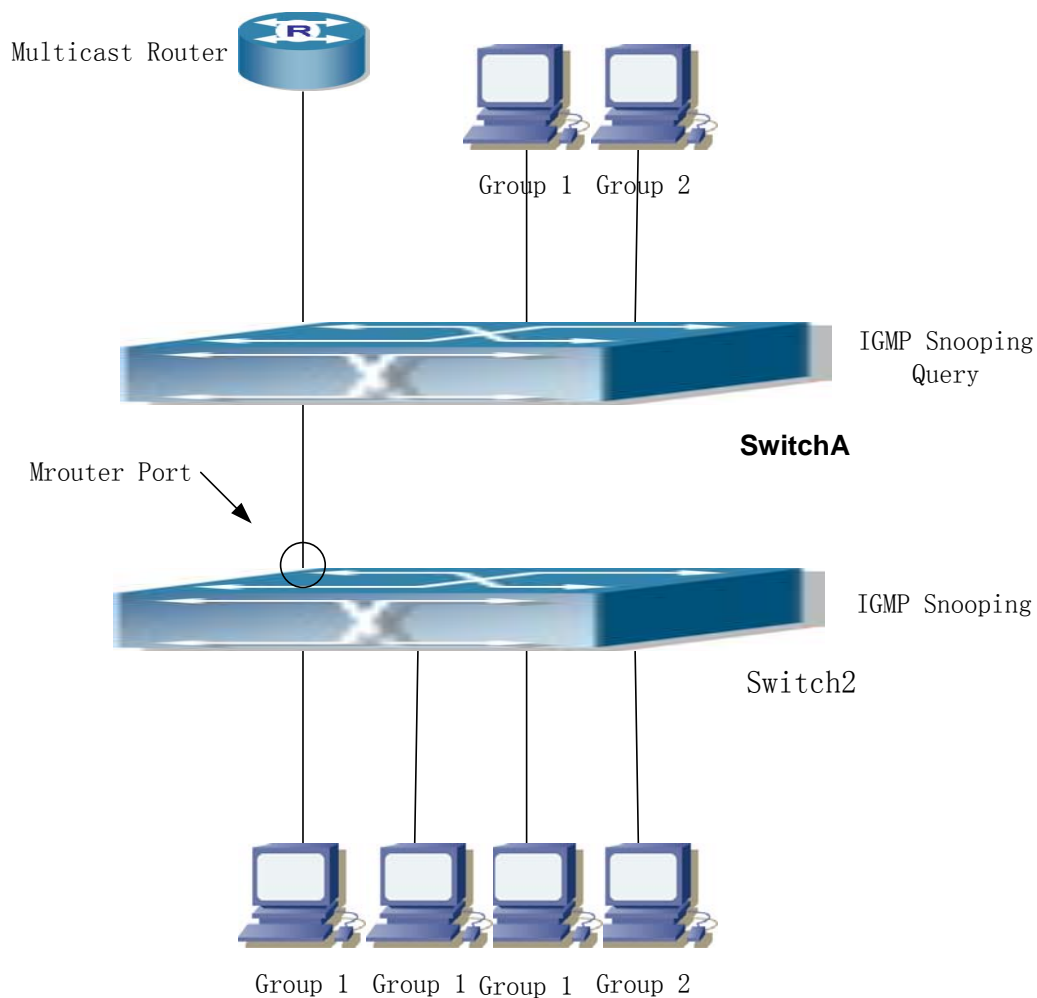 R
Multicast Router
Group 1 Group 2
IGMP Snooping
Query
SwitchA
Mrouter Port
IGMP Snooping
Switch2
Group 1 Group 1 Group 1 Group 2